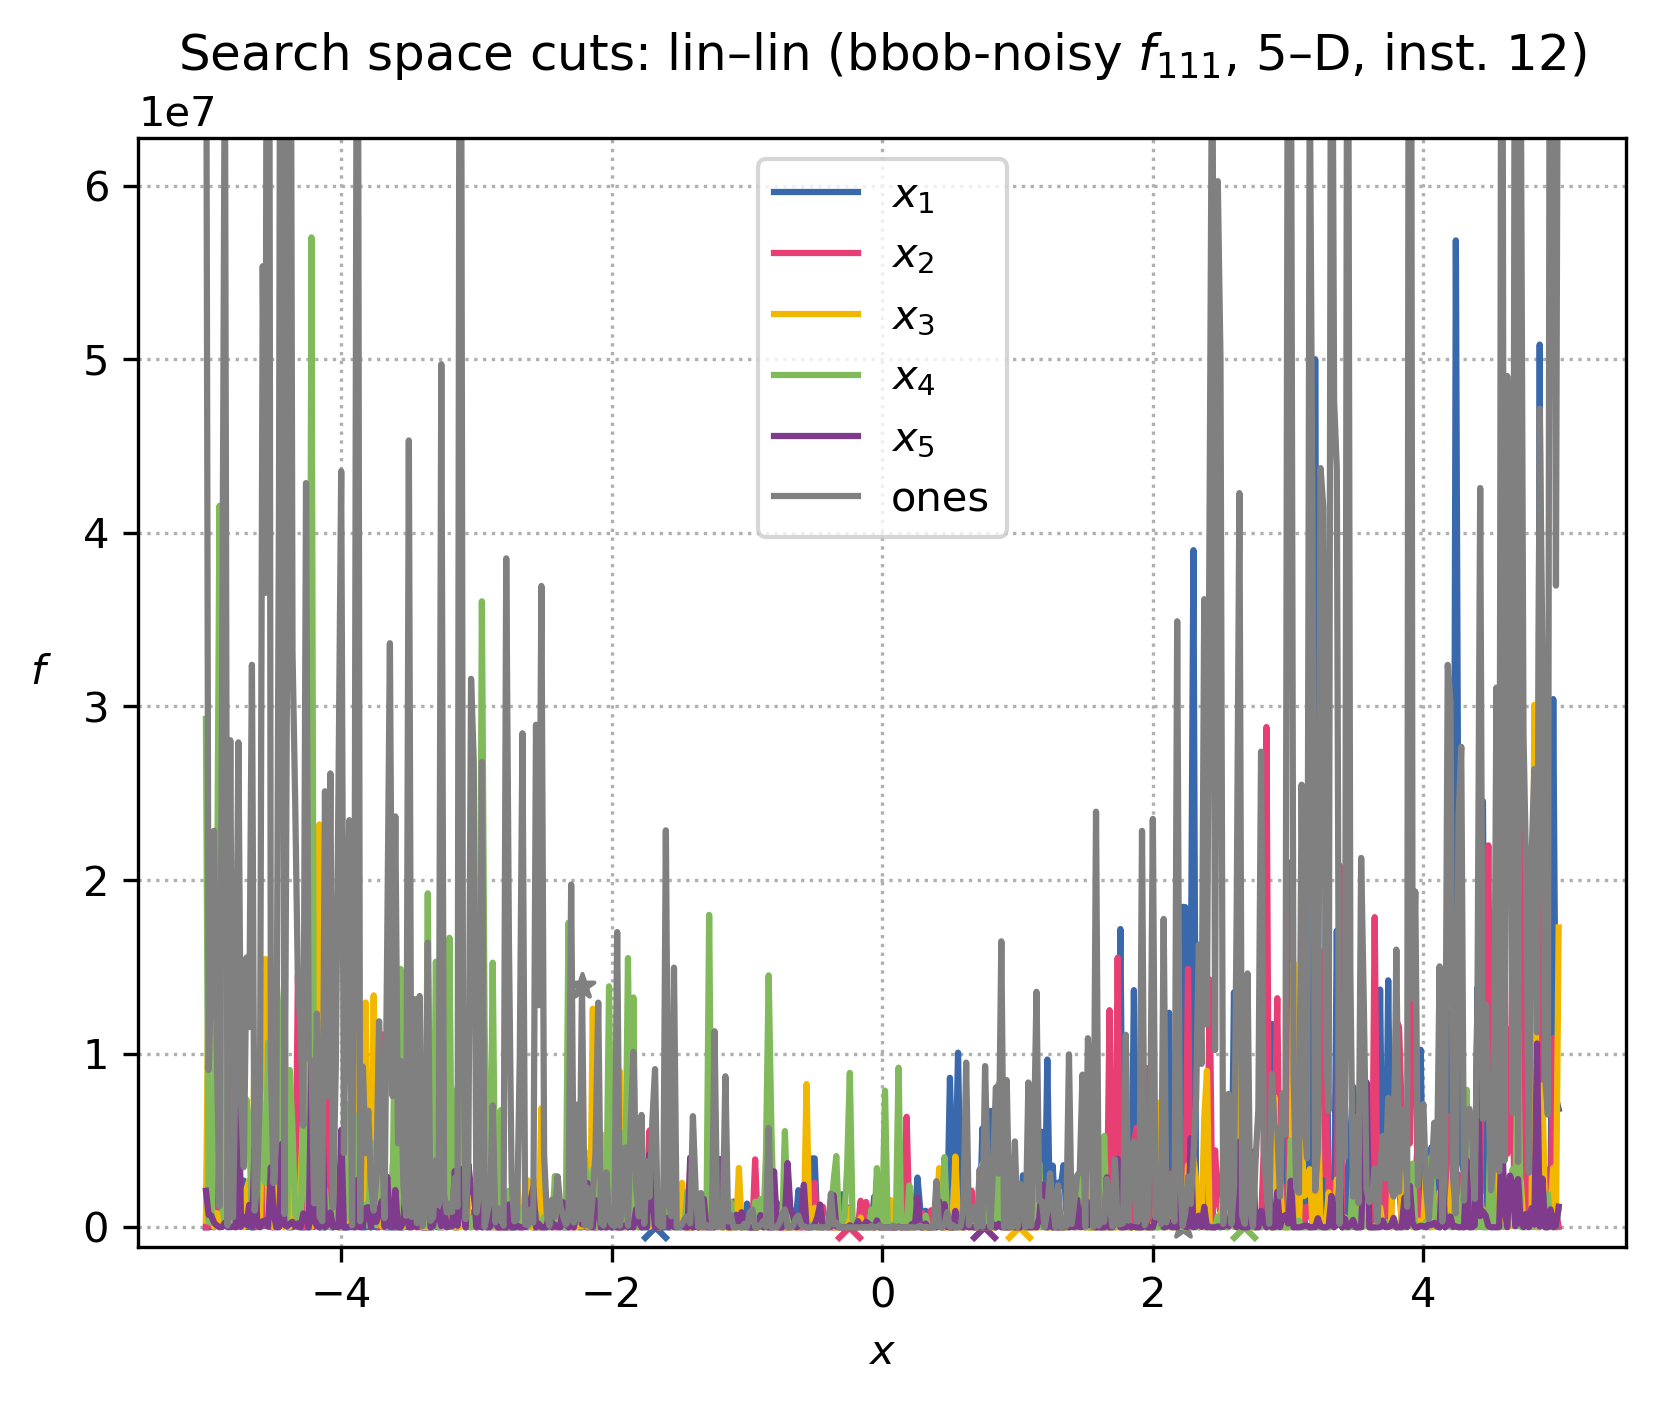 Search space cuts: lin–lin (bbob-noisy f₁₁₁, 5–D, inst. 12)
1e7
6
5
4
3
2
1
0
f
x₁
x₂
x₃
x₄
x₅
ones
−4 −2 0 2 4
x